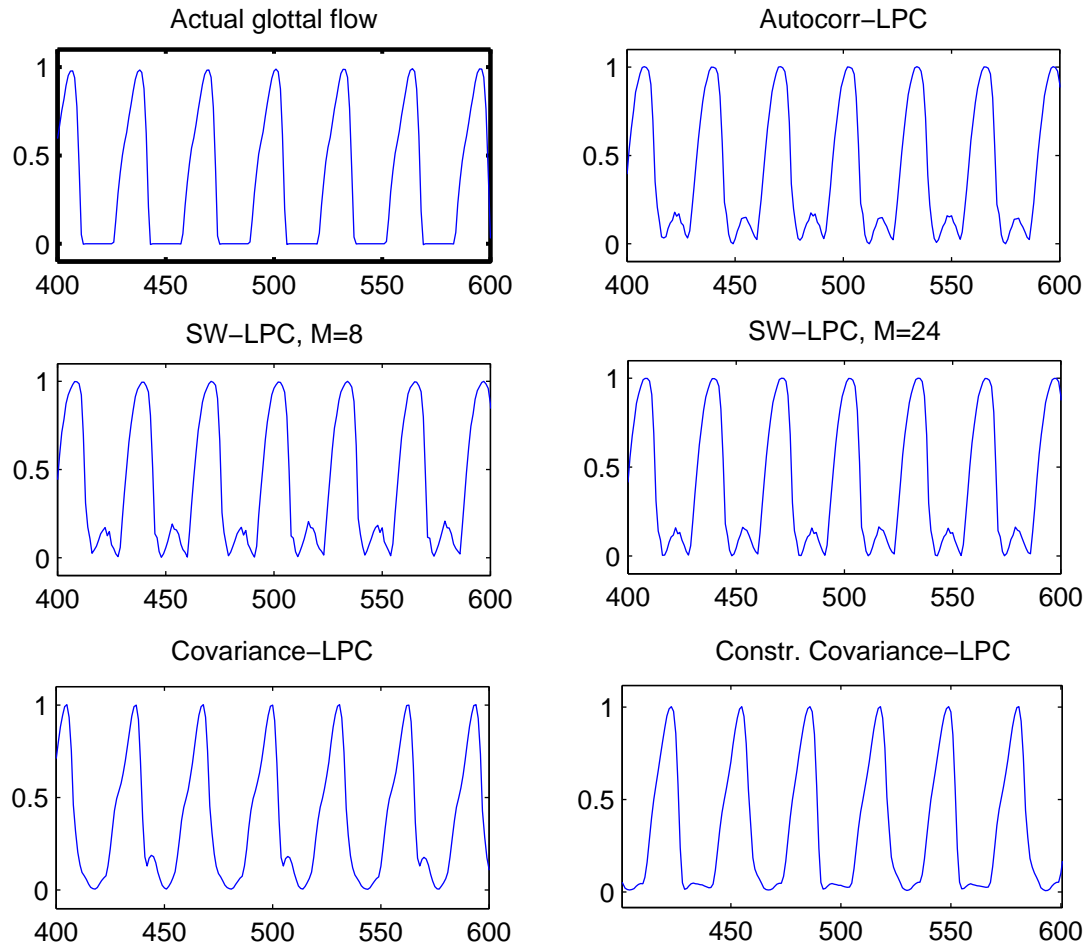 Actual glottal flow
1
0.5
0
400 450 500 550 600
Autocorr−LPC
1
0.5
0
400 450 500 550 600
SW−LPC, M=8
1
0.5
0
400 450 500 550 600
SW−LPC, M=24
1
0.5
0
400 450 500 550 600
Covariance−LPC
1
0.5
0
400 450 500 550 600
Constr. Covariance−LPC
1
0.5
0
450 500 550 600